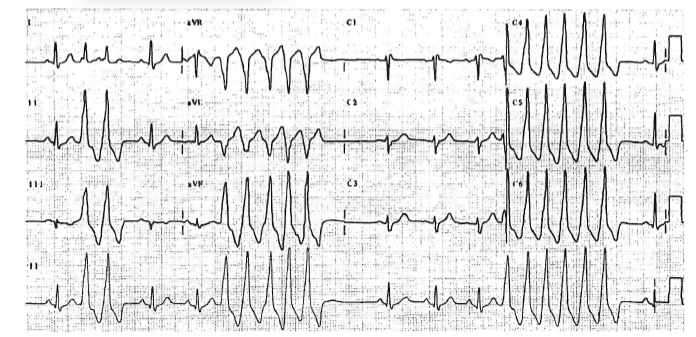 I aVR C1 C4
II aVL C2 C5
III aVF C3 C6
II